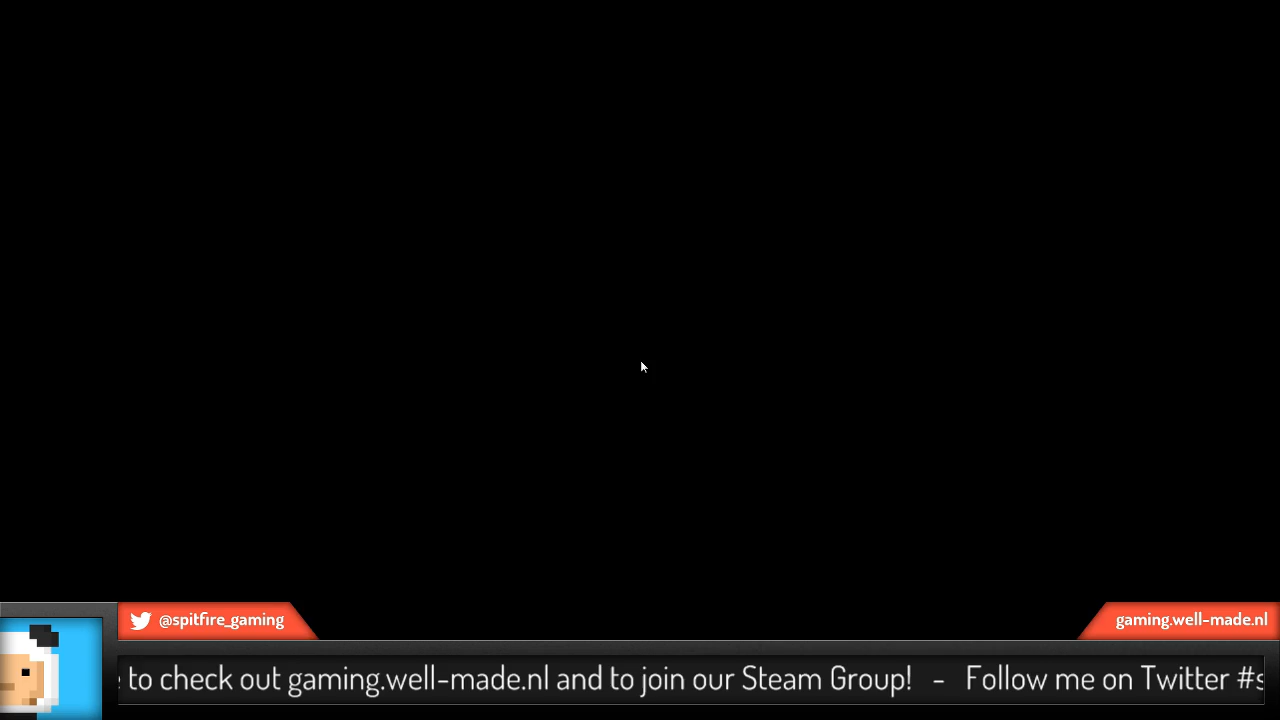 @spitfire_gaming
gaming.well-made.nl
to check out gaming.well-made.nl and to join our Steam Group! - Follow me on Twitter